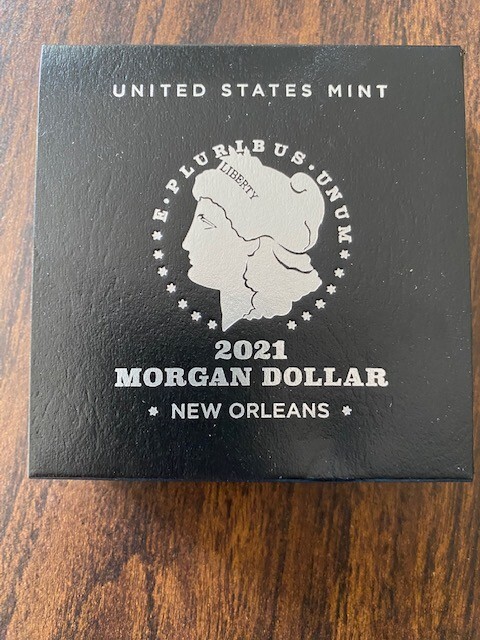 UNITED STATES MINT
E·PLURIBUS·UNUM
LIBERTY
2021
MORGAN DOLLAR
* NEW ORLEANS *